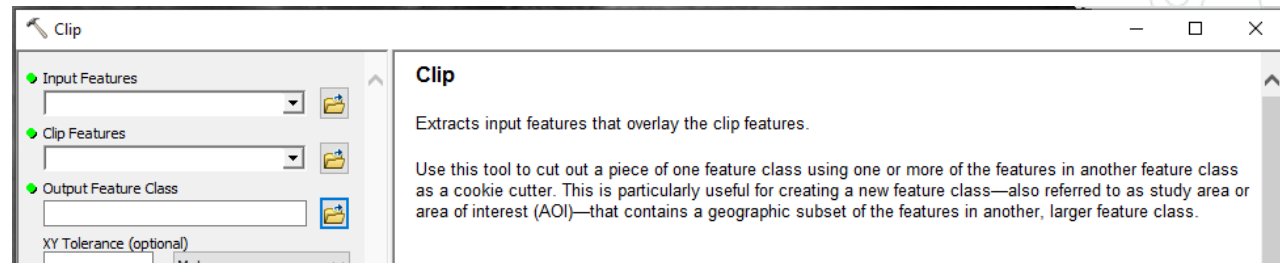 Clip
Input Features
Clip Features
Output Feature Class
XY Tolerance (optional)
Clip
Extracts input features that overlay the clip features.
Use this tool to cut out a piece of one feature class using one or more of the features in another feature class
as a cookie cutter. This is particularly useful for creating a new feature class—also referred to as study area or
area of interest (AOI)—that contains a geographic subset of the features in another, larger feature class.